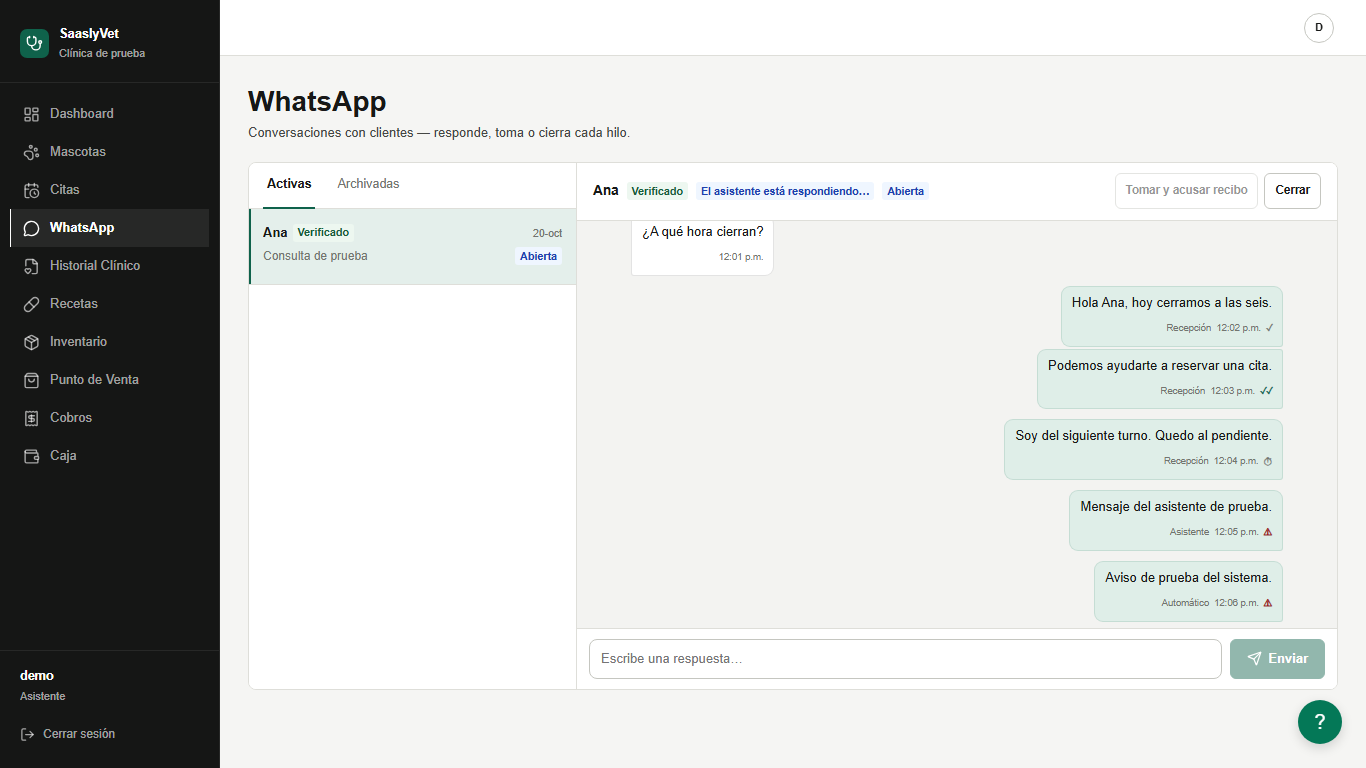 SaaslyVet
Clínica de prueba
D
Dashboard
Mascotas
Citas
WhatsApp
Historial Clínico
Recetas
Inventario
Punto de Venta
Cobros
Caja
demo
Asistente
Cerrar sesión
WhatsApp
Conversaciones con clientes — responde, toma o cierra cada hilo.
Activas Archivadas
Ana Verificado 20-oct
Consulta de prueba Abierta
Ana Verificado El asistente está respondiendo... Abierta Tomar y acusar recibo Cerrar
¿A qué hora cierran?
12:01 p.m.
Hola Ana, hoy cerramos a las seis.
Recepción 12:02 p.m. ✓
Podemos ayudarte a reservar una cita.
Recepción 12:03 p.m. ✓✓
Soy del siguiente turno. Quedo al pendiente.
Recepción 12:04 p.m.
Mensaje del asistente de prueba.
Asistente 12:05 p.m.
Aviso de prueba del sistema.
Automático 12:06 p.m.
Escribe una respuesta... Enviar
?